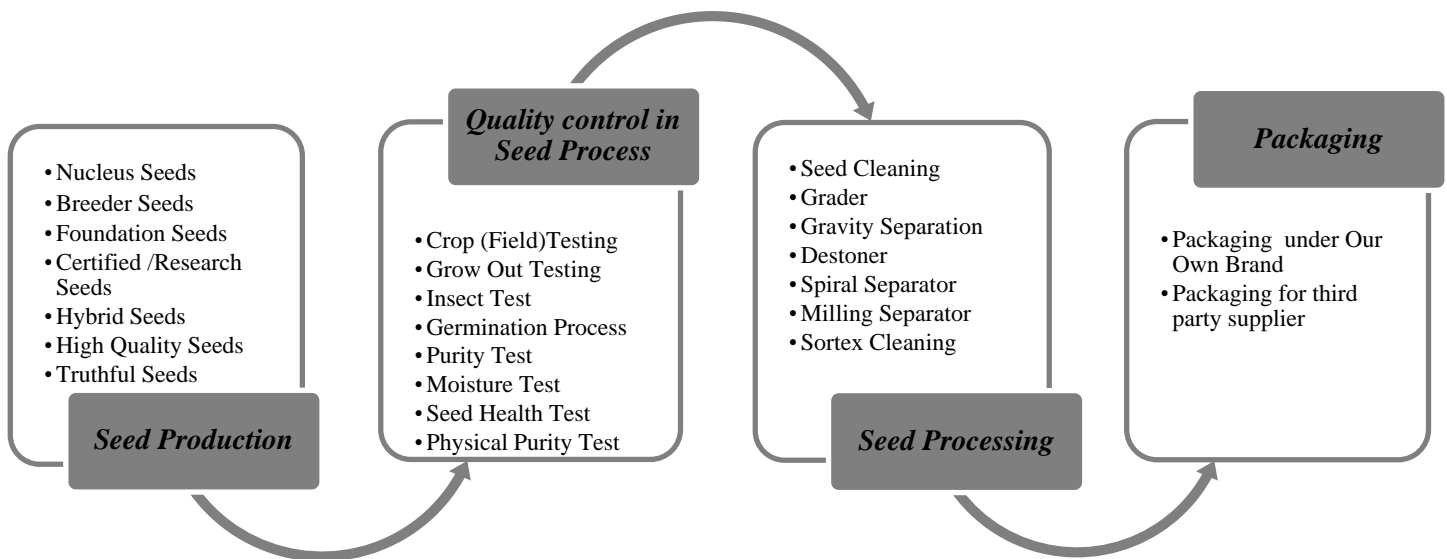 • Nucleus Seeds
• Breeder Seeds
• Foundation Seeds
• Certified /Research
Seeds
• Hybrid Seeds
• High Quality Seeds
• Truthful Seeds
Seed Production
Quality control in
Seed Process
• Crop (Field)Testing
• Grow Out Testing
• Insect Test
• Germination Process
• Purity Test
• Moisture Test
• Seed Health Test
• Physical Purity Test
• Seed Cleaning
• Grader
• Gravity Separation
• Destoner
• Spiral Separator
• Milling Separator
• Sortex Cleaning
Seed Processing
Packaging
• Packaging under Our
Own Brand
• Packaging for third
party supplier